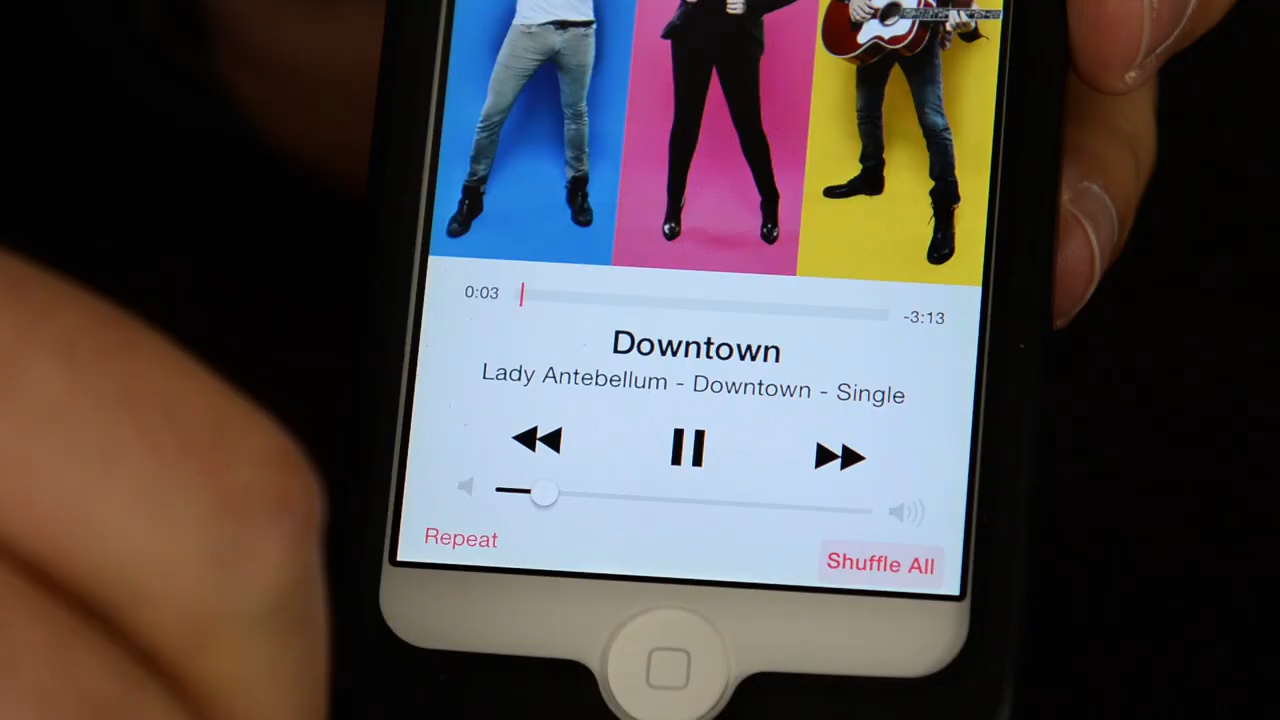 0:03
-3:13
Downtown
Lady Antebellum - Downtown - Single
Repeat
Shuffle All